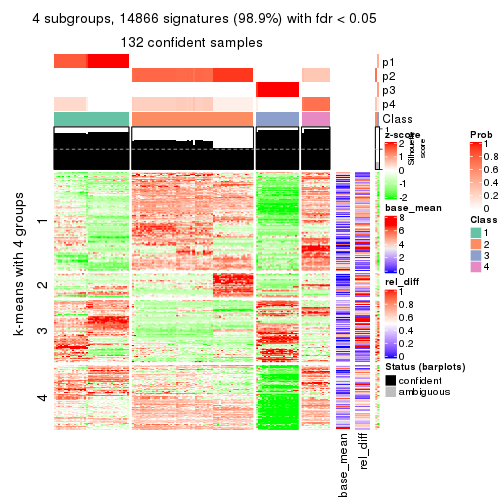 4 subgroups, 14866 signatures (98.9%) with fdr < 0.05
132 confident samples
p1
p2
p3
p4
Class
1
Silhouette
score
k-means with 4 groups
1
2
3
4
base_mean
rel_diff
z-score
2
1
0
-1
-2
base_mean
8
6
4
2
0
rel_diff
1
0.8
0.6
0.4
0.2
0
Status (barplots)
confident
ambiguous
Prob
1
0.8
0.6
0.4
0.2
0
Class
1
2
3
4